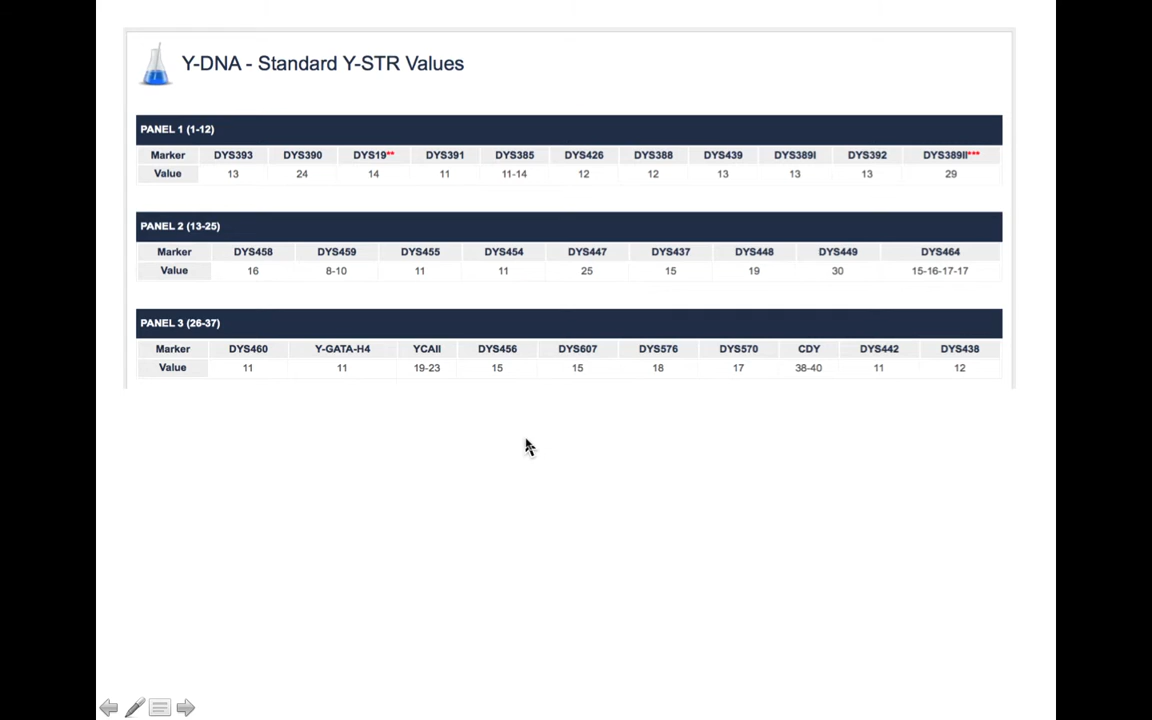 Y-DNA - Standard Y-STR Values
PANEL 1 (1-12)
Marker DYS393 DYS390 DYS19** DYS391 DYS385 DYS426 DYS388 DYS439 DYS389I DYS392 DYS389II***
Value 13 24 14 11 11-14 12 12 13 13 13 29
PANEL 2 (13-25)
Marker DYS458 DYS459 DYS455 DYS454 DYS447 DYS437 DYS448 DYS449 DYS464
Value 16 8-10 11 11 25 15 19 30 15-16-17-17
PANEL 3 (26-37)
Marker DYS460 Y-GATA-H4 YCAII DYS456 DYS607 DYS576 DYS570 CDY DYS442 DYS438
Value 11 11 19-23 15 15 18 17 38-40 11 12